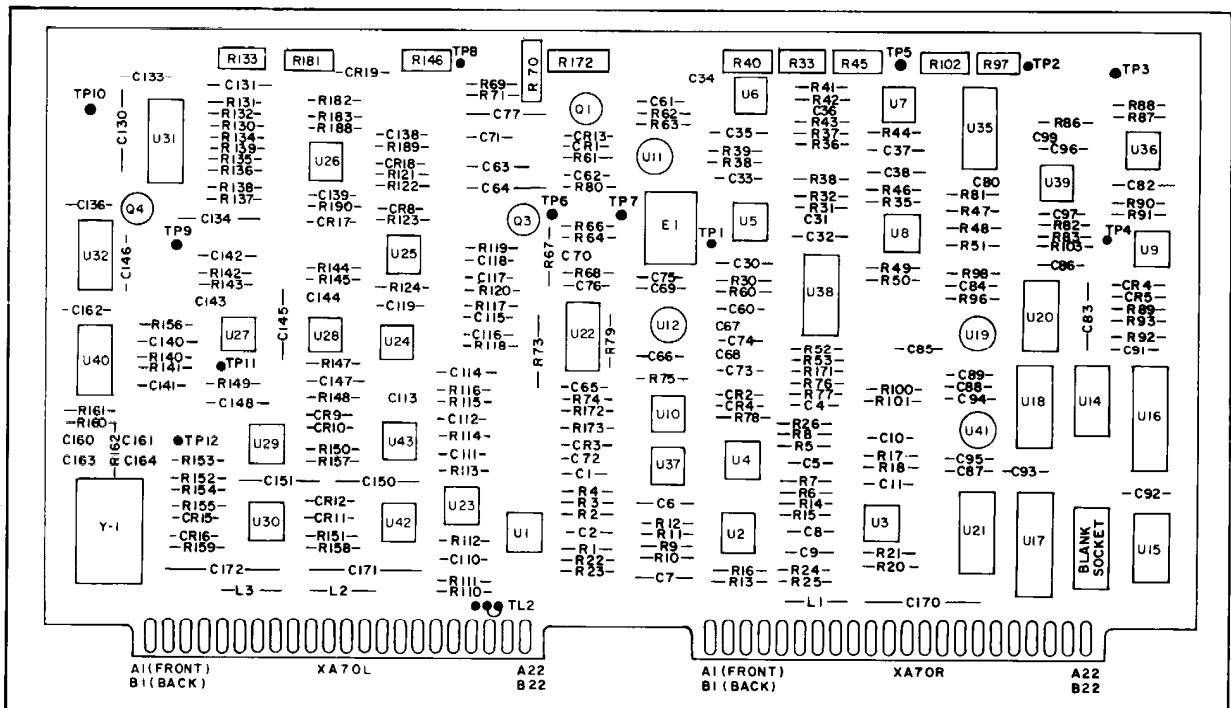 R133
R181
CR19
R146
TP8
R70
R172
R40
R33
R45
TP5
R102
R97
TP2
TP3
C133
C131
TP10
C130
U31
R131
R132
R130
R134
R139
R135
R136
R138
R137
C134
C136
Q4
TP9
U32
C146
C142
R142
R143
C143
C145
C162
U40
R156
C140
R140
R141
C141
U27
TP11
R149
C148
R161
R160
C160
C161
C163
R162
C164
TP12
R153
R152
R154
R155
CR15
CR16
R159
Y-1
U29
C151
U30
C172
L3
R182
R183
R188
U26
C139
R190
CR17
R144
R145
C144
U28
R147
C147
R148
CR9
CR10
R150
R157
C150
CR12
CR11
R151
R158
C171
L2
C138
R189
CR18
R121
R122
CR8
R123
U25
R124
C119
U24
C113
U43
U42
R69
R71
C77
C71
C63
C64
Q3
R119
C118
C117
R120
R117
C115
C116
R118
C114
R116
R115
C112
R114
C111
R113
U23
R112
C110
R111
R110
TL2
U1
Q1
CR13
CR1
R61
C62
R80
TP6
TP7
R67
R66
R64
C70
R68
C76
R73
U22
R79
C65
R74
R172
R173
CR3
C72
C1
R4
R3
R2
C2
R1
R22
R23
C61
R62
R63
U11
E1
C75
C69
U12
C66
R75
U10
U37
C6
R12
R11
R9
R10
C7
C34
U6
C35
R39
R38
C33
U5
TP1
C30
R30
R60
C60
C67
C74
C68
C73
CR2
CR4
R78
U4
U2
R16
R13
R41
R42
C36
R43
R37
R36
R38
R32
R31
C31
C32
U38
R52
R53
R171
R76
R77
C4
R26
R8
R5
C5
R7
R6
R14
R15
C8
C9
R24
R25
L1
U7
R44
C37
C38
R46
R35
U8
R49
R50
C85
R100
R101
C10
R17
R18
C11
U3
R21
R20
C170
U35
C80
R81
R47
R48
R51
R98
C84
R96
U19
C89
C88
C94
U41
C95
C87
C93
U21
R86
C99
C96
U39
C97
R82
R83
R103
C86
TP4
U20
C83
U18
U14
U17
BLANK
SOCKET
R88
R87
U36
C82
R90
R91
U9
CR4
CR5
R89
R93
R92
C91
U16
C92
U15
A1(FRONT)
B1(BACK)
XA70L
A22
B22
A1(FRONT)
B1(BACK)
XA70R
A22
B22